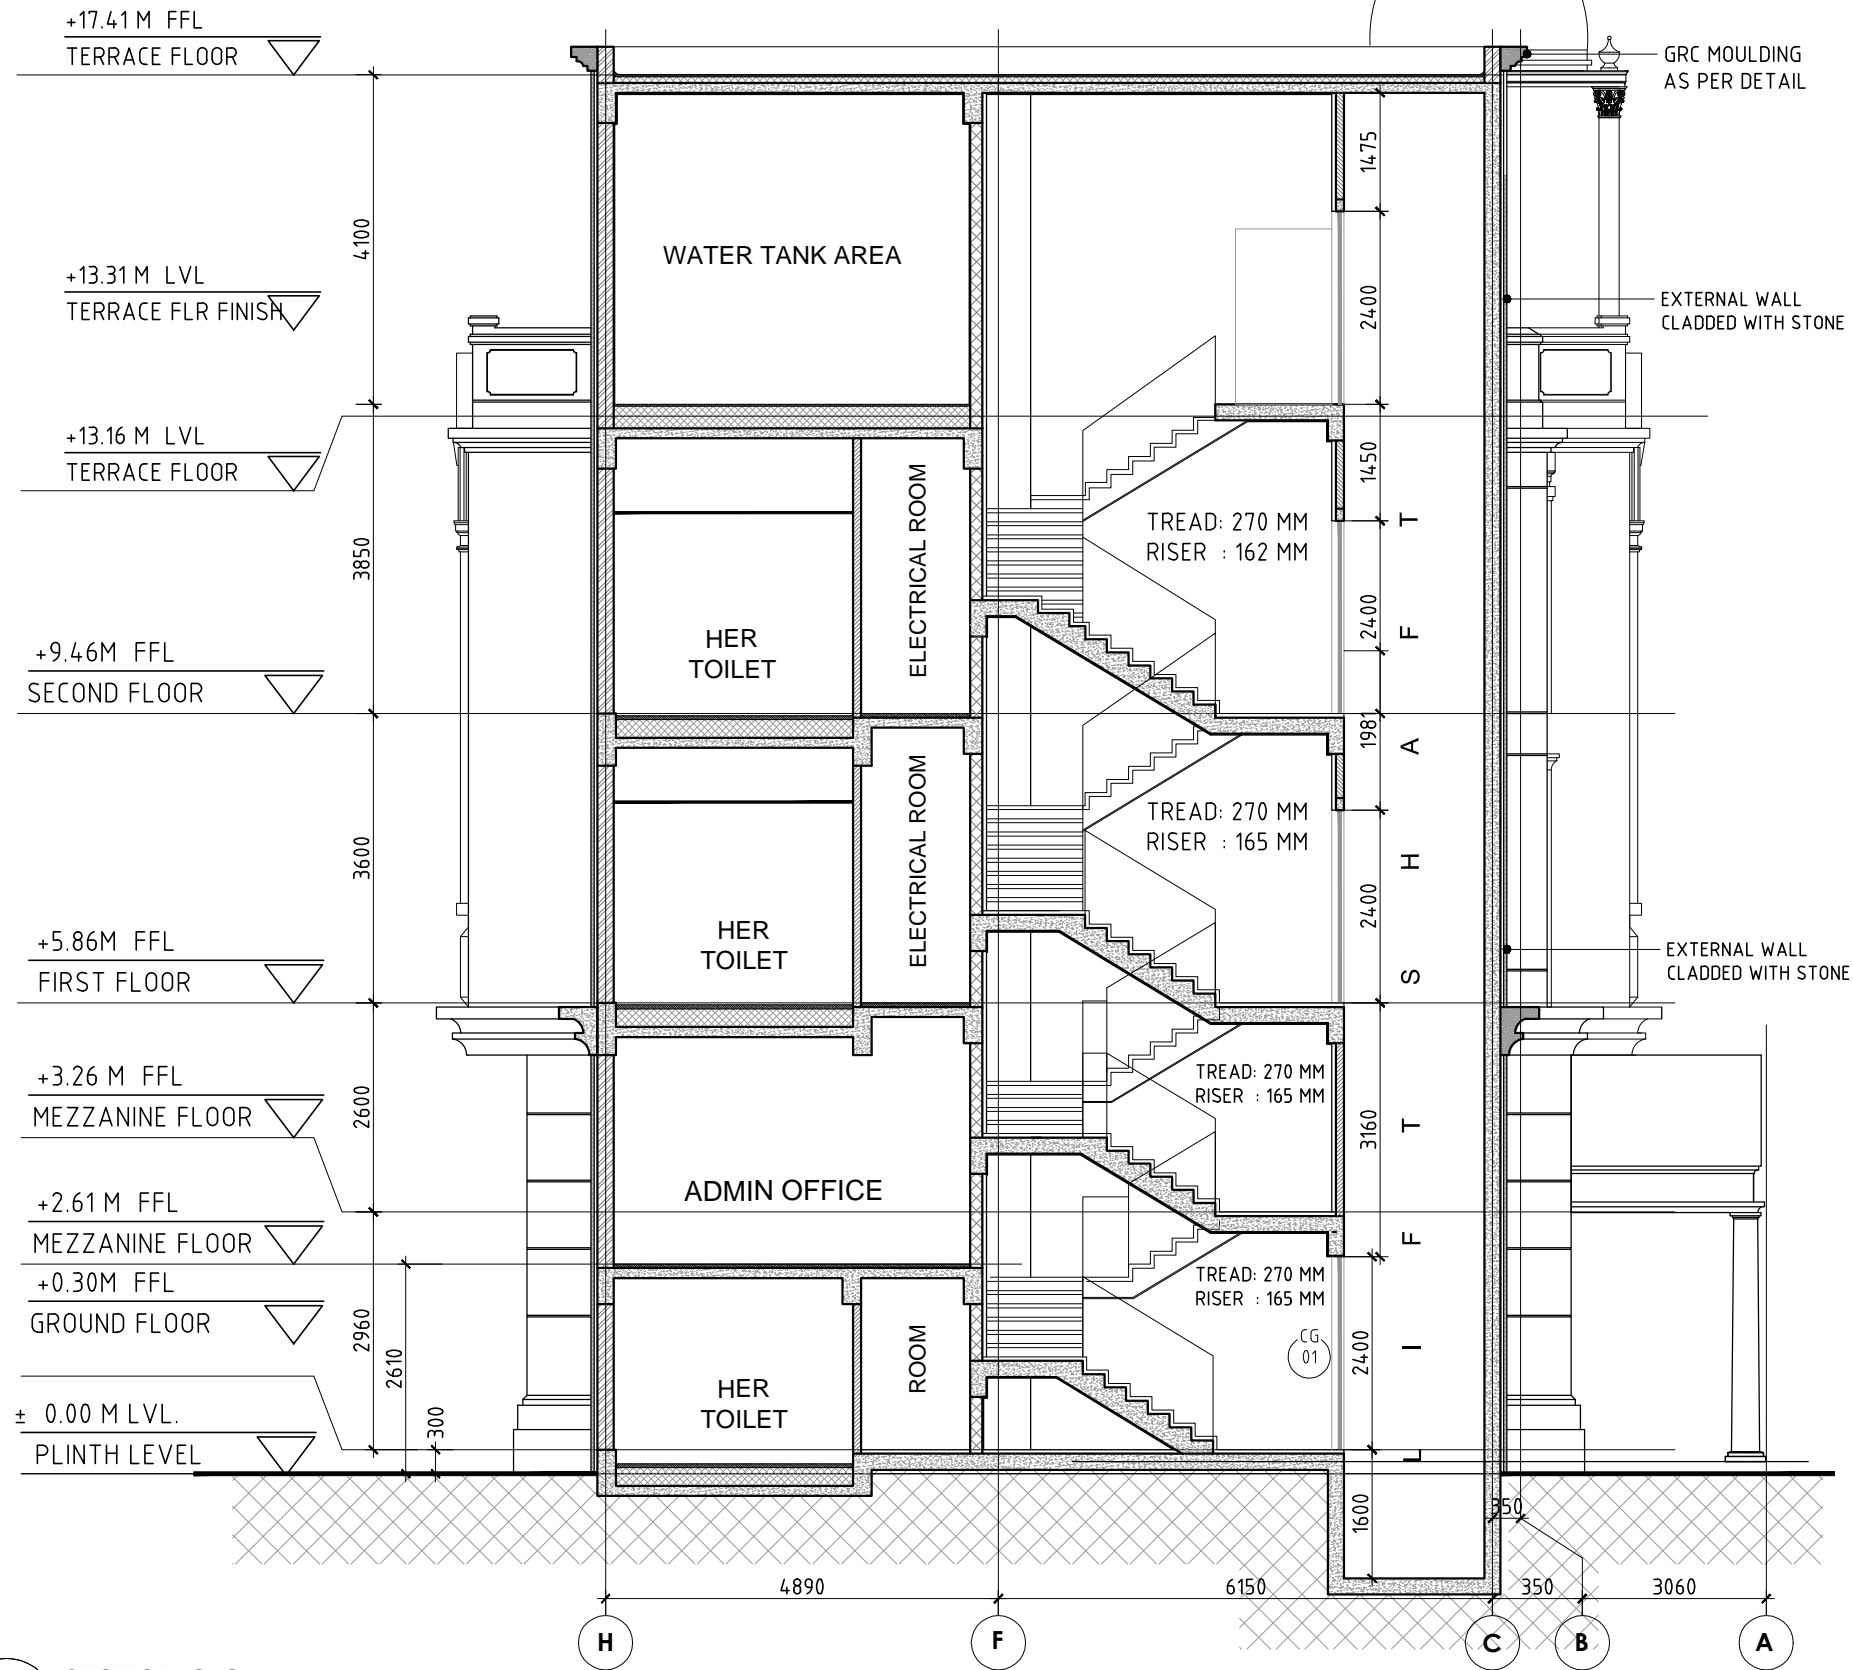 +17.41 M FFL
TERRACE FLOOR
GRC MOULDING
AS PER DETAIL
1475
4100
WATER TANK AREA
+13.31 M LVL
TERRACE FLR FINISH
2400
EXTERNAL WALL
CLADDED WITH STONE
+13.16 M LVL
TERRACE FLOOR
1450
ELECTRICAL ROOM
TREAD: 270 MM
RISER : 162 MM
3850
2400
HER
TOILET
+9.46M FFL
SECOND FLOOR
1981
ELECTRICAL ROOM
TREAD: 270 MM
RISER : 165 MM
3600
2400
HER
TOILET
LIFT SHAFT
+5.86M FFL
FIRST FLOOR
EXTERNAL WALL
CLADDED WITH STONE
+3.26 M FFL
MEZZANINE FLOOR
2600
TREAD: 270 MM
RISER : 165 MM
3160
ADMIN OFFICE
+2.61 M FFL
MEZZANINE FLOOR
+0.30M FFL
GROUND FLOOR
TREAD: 270 MM
RISER : 165 MM
2960
2610
CG
01
2400
ROOM
HER
TOILET
± 0.00 M LVL.
PLINTH LEVEL
300
1600
350
4890
6150
350
3060
H
F
C
B
A